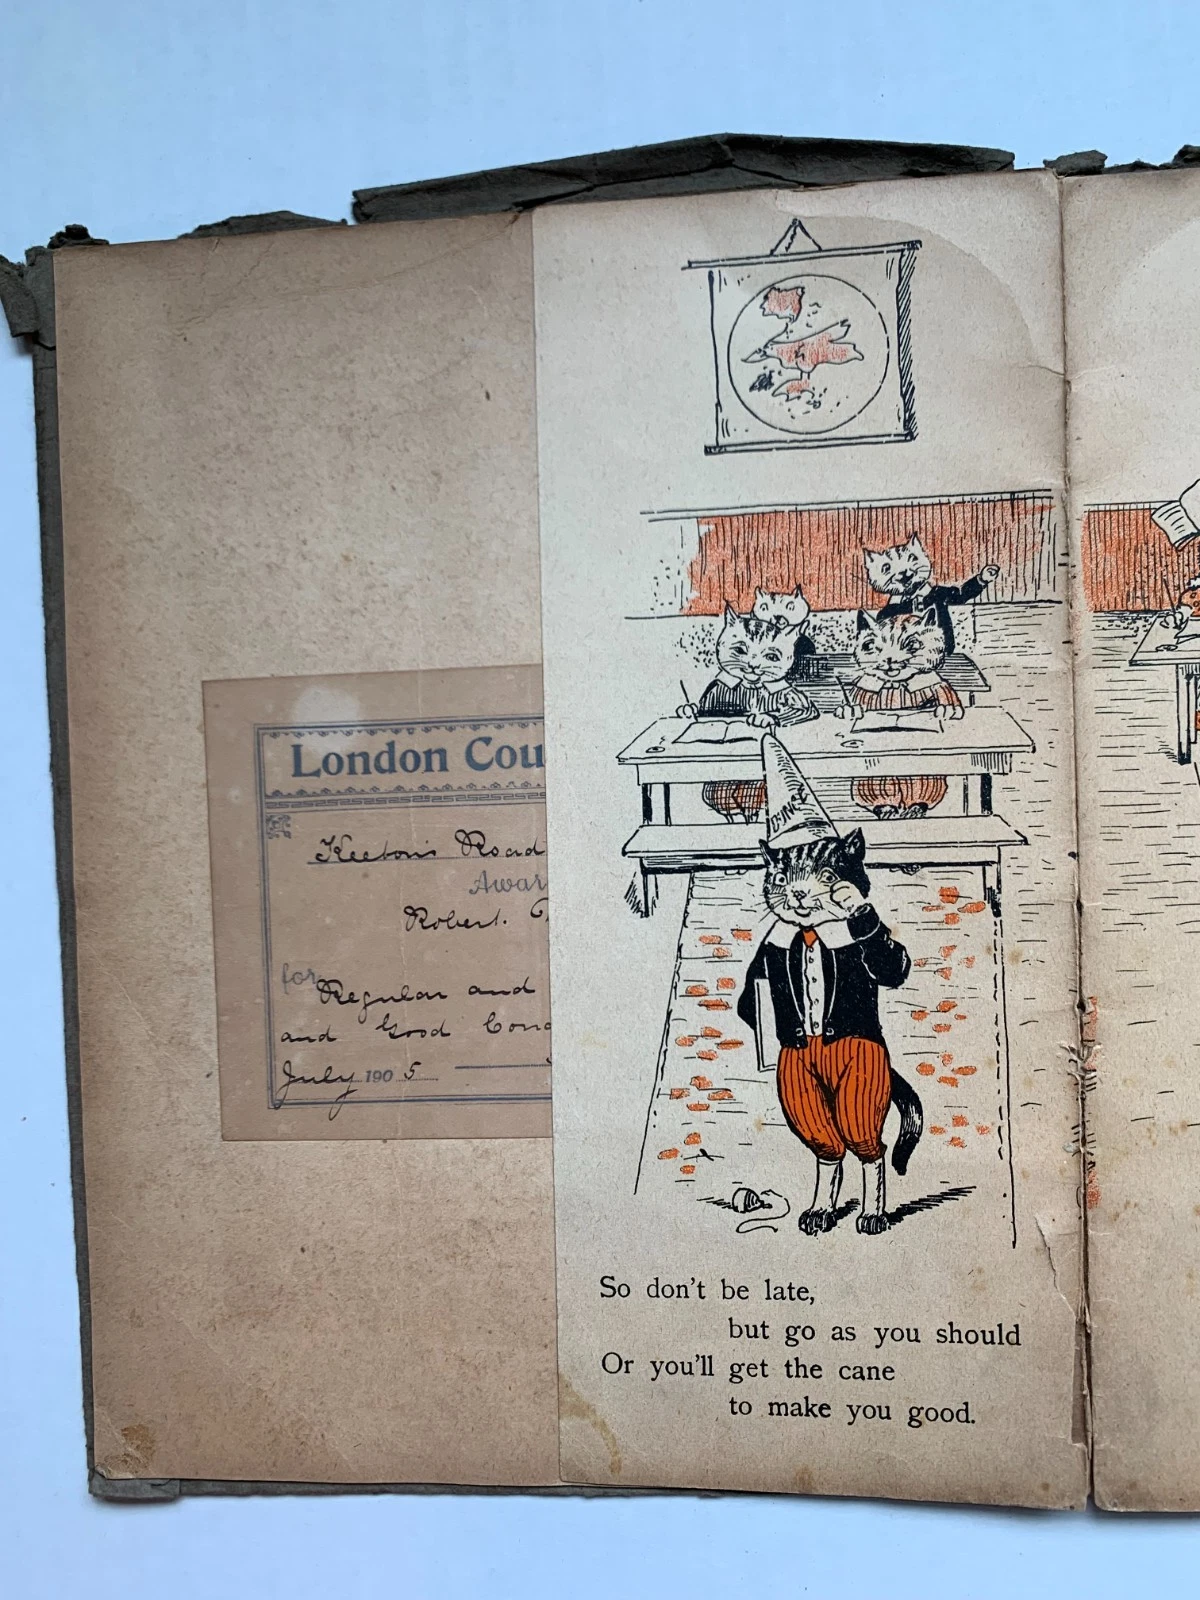 London Cou
Keeton's Road
Awar
Robert.
for
Regular and
and Good Cond
July 1905
DUNCE
So don't be late,
but go as you should
Or you'll get the cane
to make you good.